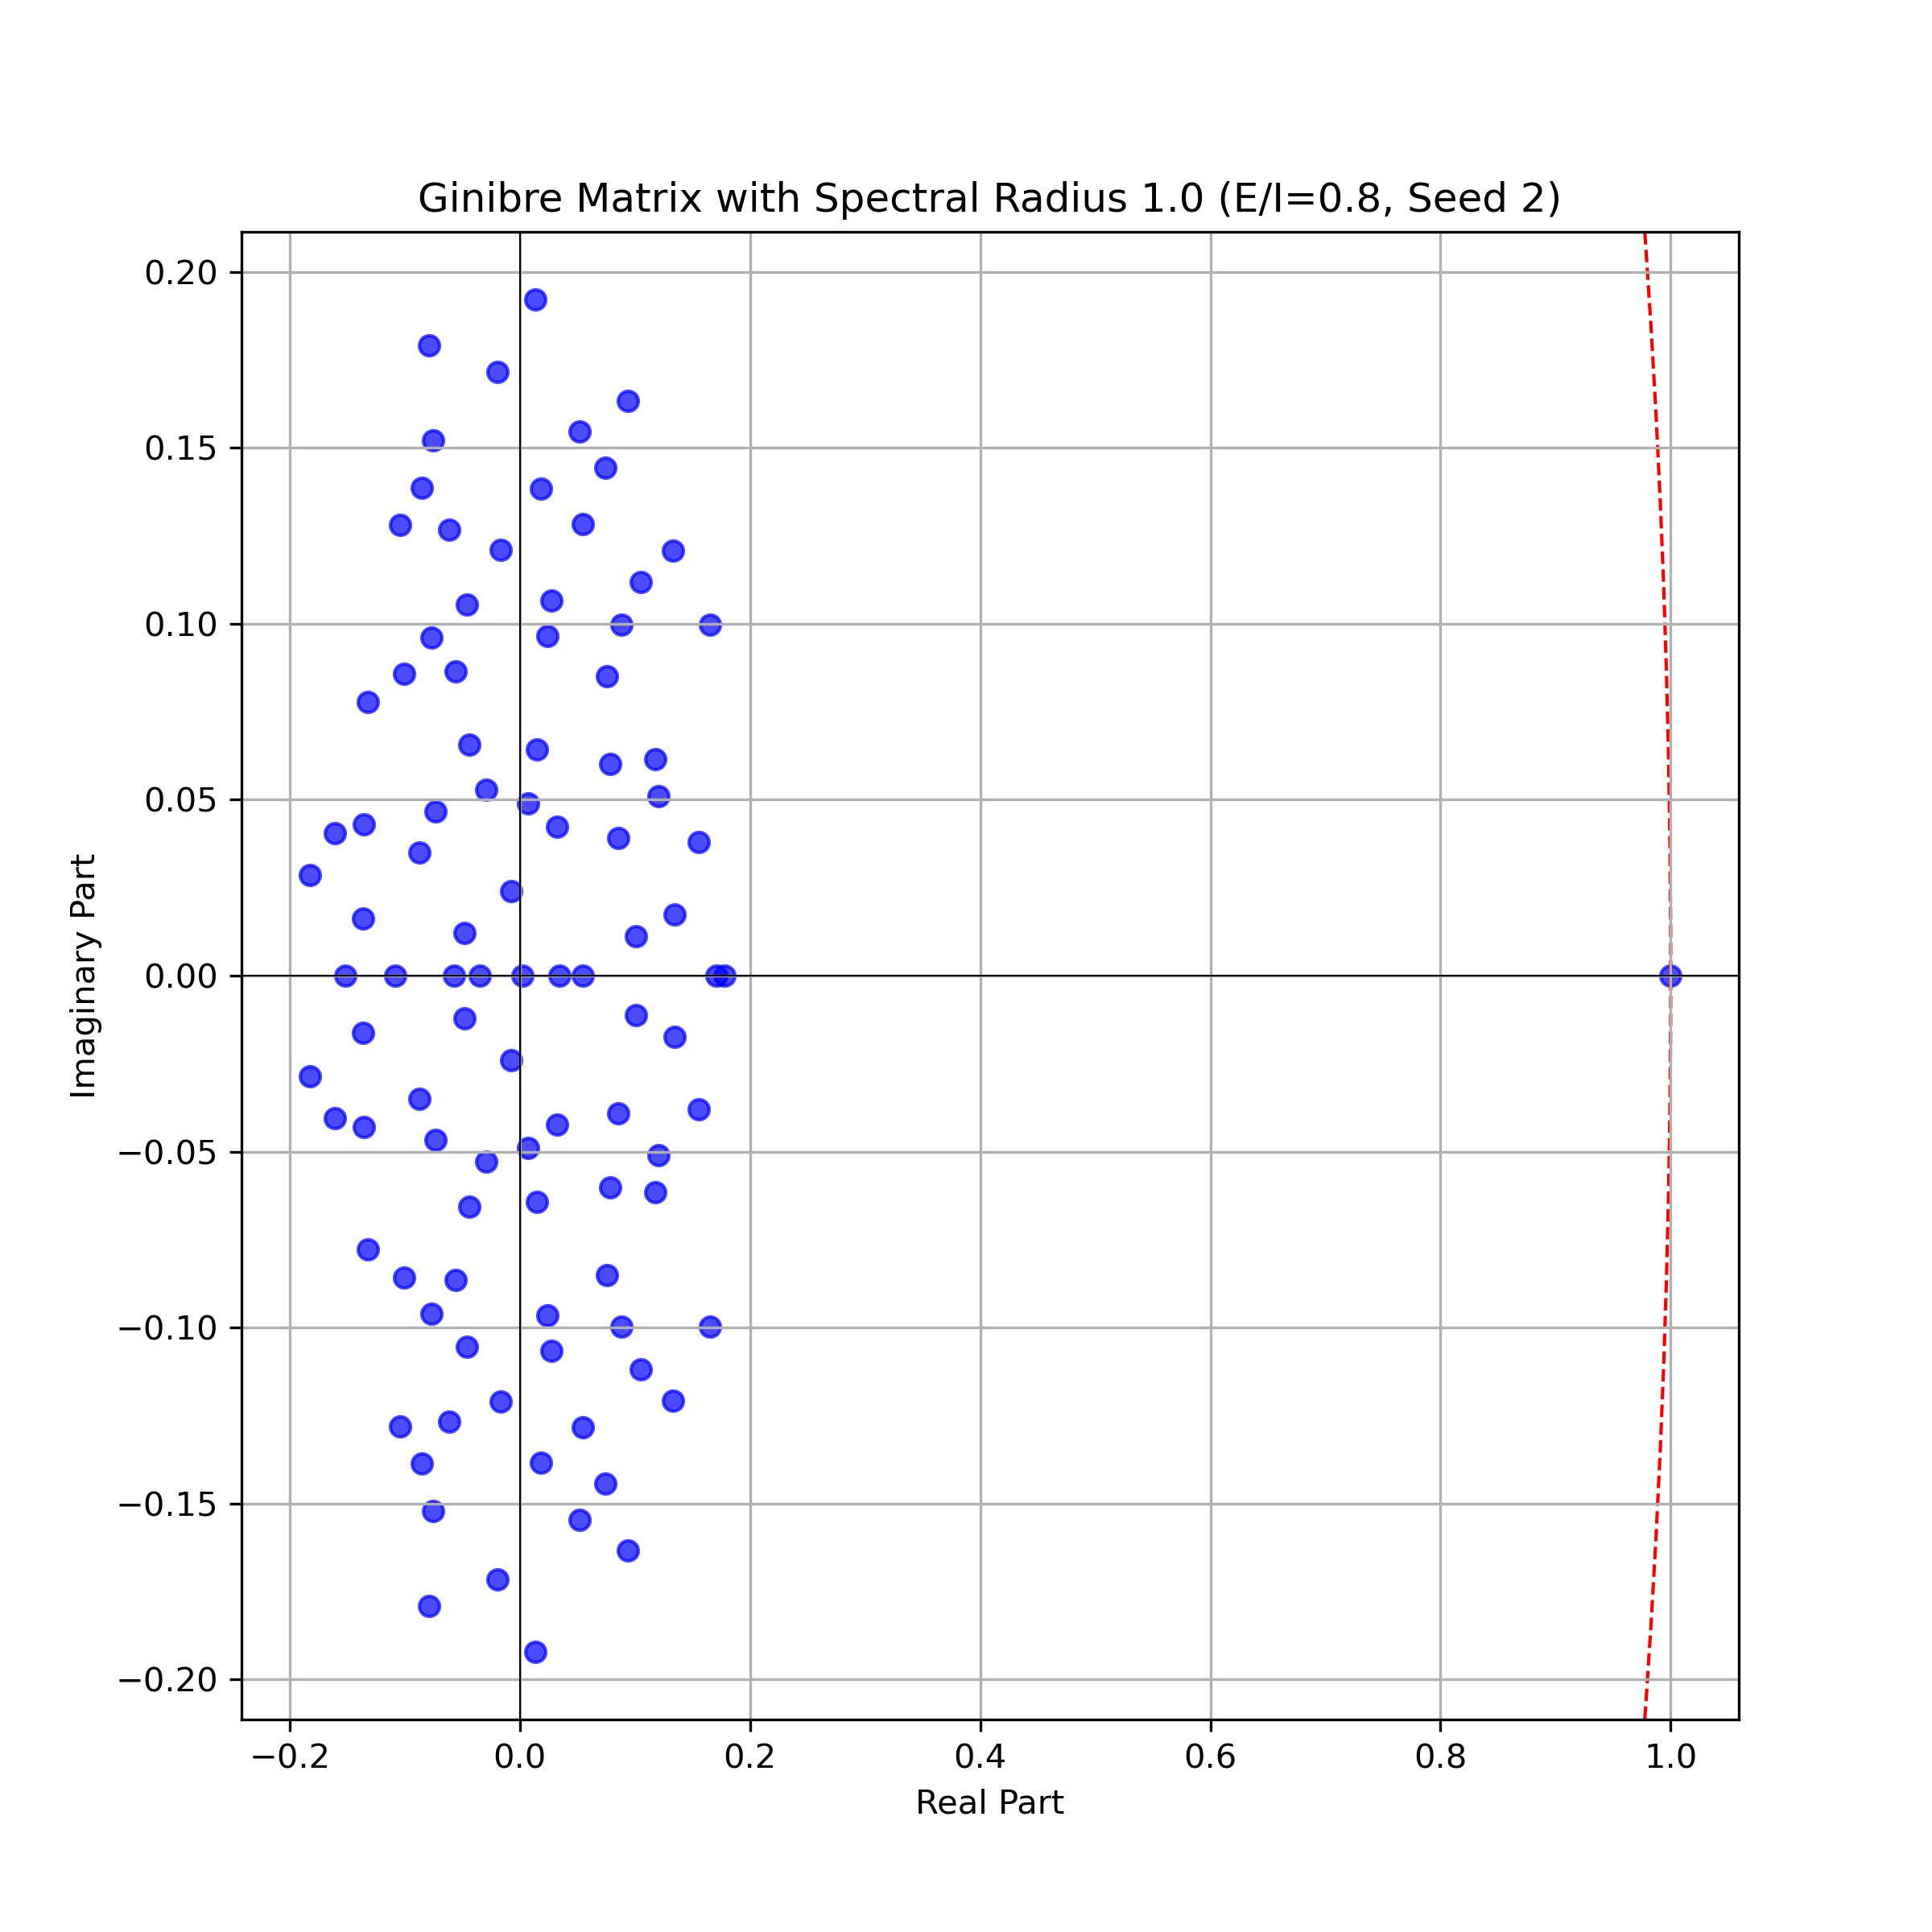 Ginibre Matrix with Spectral Radius 1.0 (E/I=0.8, Seed 2)
0.20
0.15
0.10
0.05
0.00
−0.05
−0.10
−0.15
−0.20
Imaginary Part
−0.2 0.0 0.2 0.4 0.6 0.8 1.0
Real Part